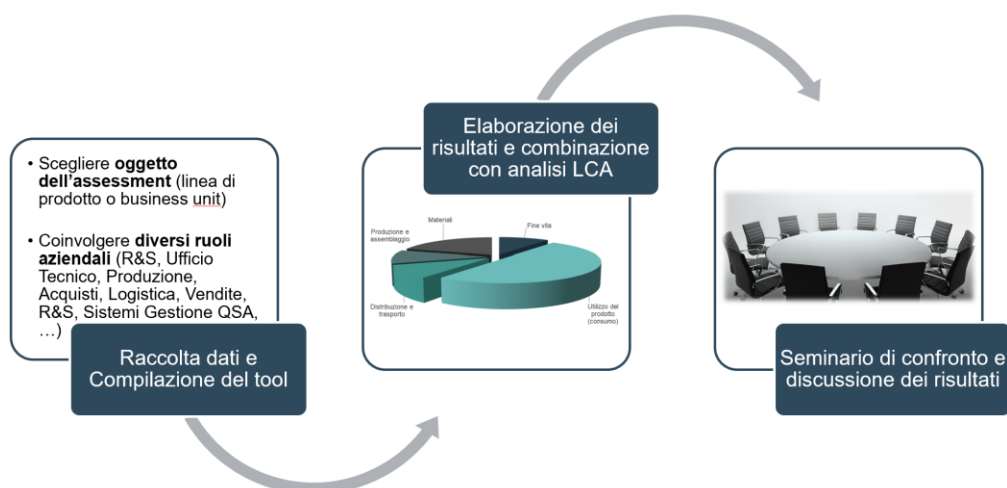 • Scegliere oggetto
dell'assessment (linea di
prodotto o business unit)
• Coinvolgere diversi ruoli
aziendali (R&S, Ufficio
Tecnico, Produzione,
Acquisti, Logistica, Vendite,
R&S, Sistemi Gestione QSA,
…)
Raccolta dati e
Compilazione del tool
Elaborazione dei
risultati e combinazione
con analisi LCA
Materiali
Fine vita
Produzione e
assemblaggio
Distribuzione e
trasporto
Utilizzo del
prodotto
(consumo)
Seminario di confronto e
discussione dei risultati